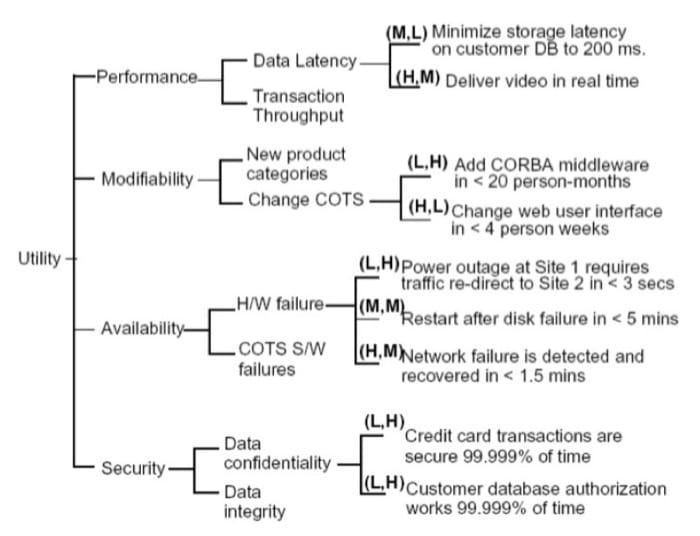 Utility
Performance
Data Latency
(M,L) Minimize storage latency
on customer DB to 200 ms.
(H,M) Deliver video in real time
Transaction
Throughput
Modifiability
New product
categories
Change COTS
(L,H) Add CORBA middleware
in < 20 person-months
(H,L) Change web user interface
in < 4 person weeks
Availability
H/W failure
(L,H) Power outage at Site 1 requires
traffic re-direct to Site 2 in < 3 secs
(M,M)
Restart after disk failure in < 5 mins
(H,M) Network failure is detected and
recovered in < 1.5 mins
COTS S/W
failures
Security
Data
confidentiality
(L,H)
Credit card transactions are
secure 99.999% of time
(L,H) Customer database authorization
works 99.999% of time
Data
integrity